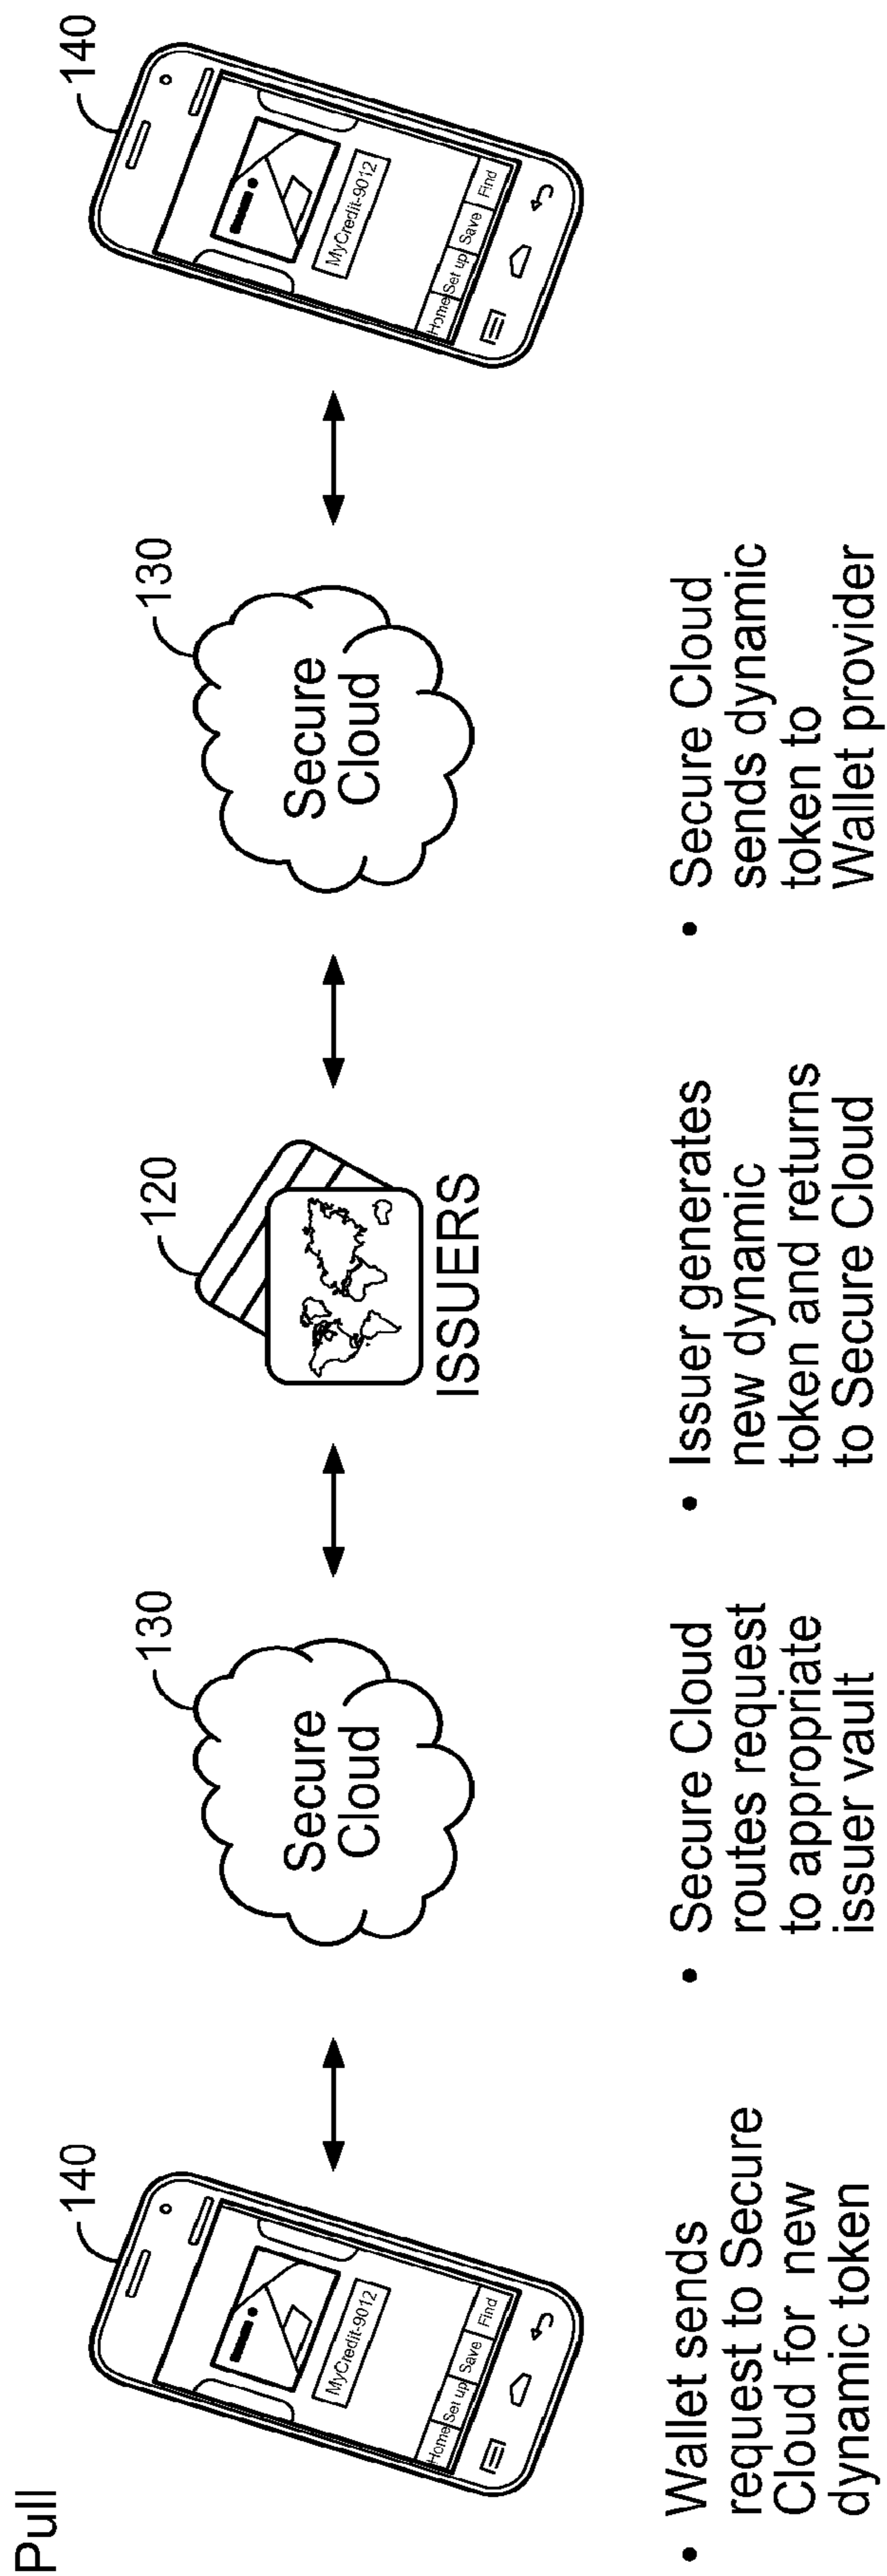 Pull
140
MyCredit-9012
Home
Set up
Save
Find
130
Secure
Cloud
120
ISSUERS
130
Secure
Cloud
140
MyCredit-9012
Home
Set up
Save
Find
• Wallet sends
request to Secure
Cloud for new
dynamic token
• Secure Cloud
routes request
to appropriate
issuer vault
• Issuer generates
new dynamic
token and returns
to Secure Cloud
• Secure Cloud
sends dynamic
token to
Wallet provider